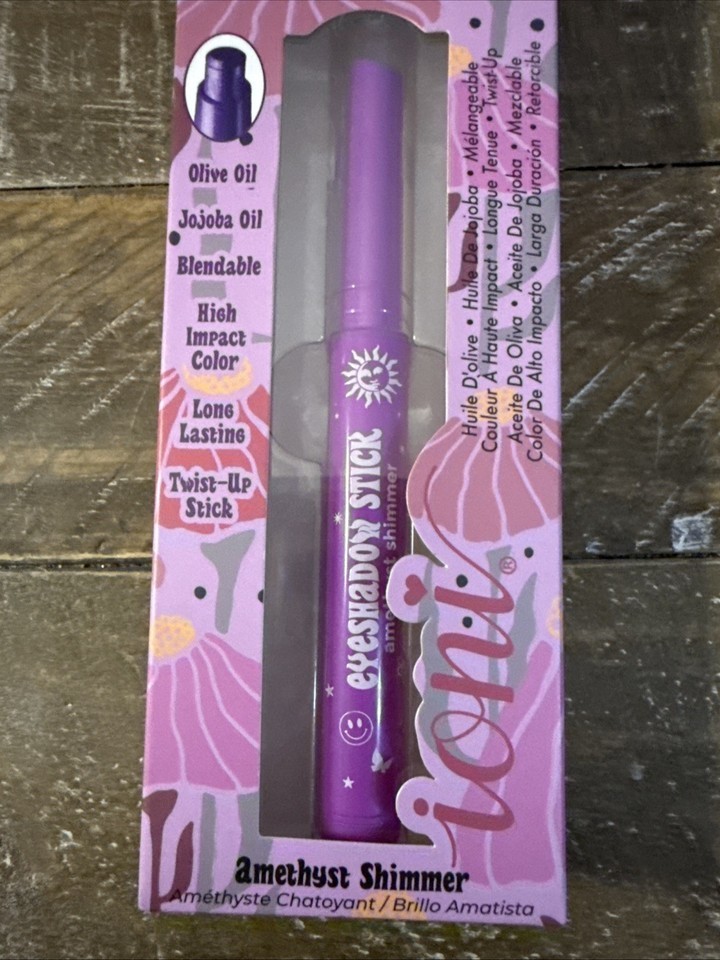 Olive Oil
Jojoba Oil
Blendable
High
Impact
Color
Long
Lasting
Twist-Up
Stick
eyeshadow stick
amethyst shimmer
Huile D'olive • Huile De Jojoba • Mélangeable •
Couleur À Haute Impact • Longue Tenue • Twist-Up
Aceite De Oliva • Aceite De Jojoba • Mezclable
Color De Alto Impacto • Larga Duración • Retorcible •
ioni®
Amethyst Shimmer
Améthyste Chatoyant / Brillo Amatista